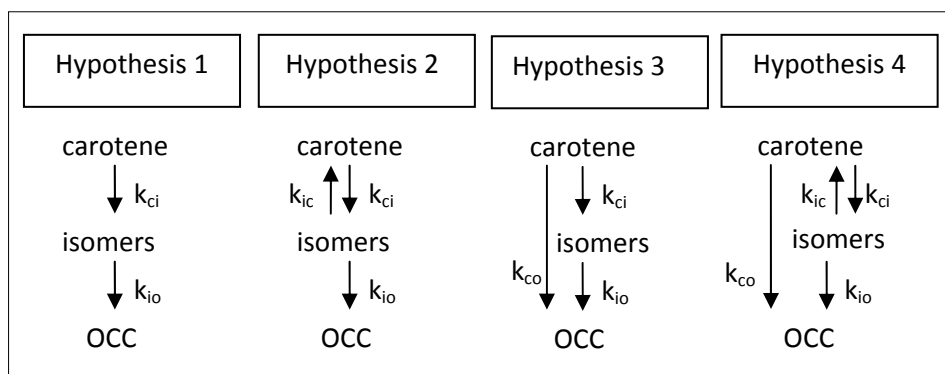 Hypothesis 1
carotene
k_ci
isomers
k_io
OCC
Hypothesis 2
carotene
k_ic k_ci
isomers
k_io
OCC
Hypothesis 3
carotene
k_ci
isomers
k_co k_io
OCC
Hypothesis 4
carotene
k_ic k_ci
isomers
k_co k_io
OCC